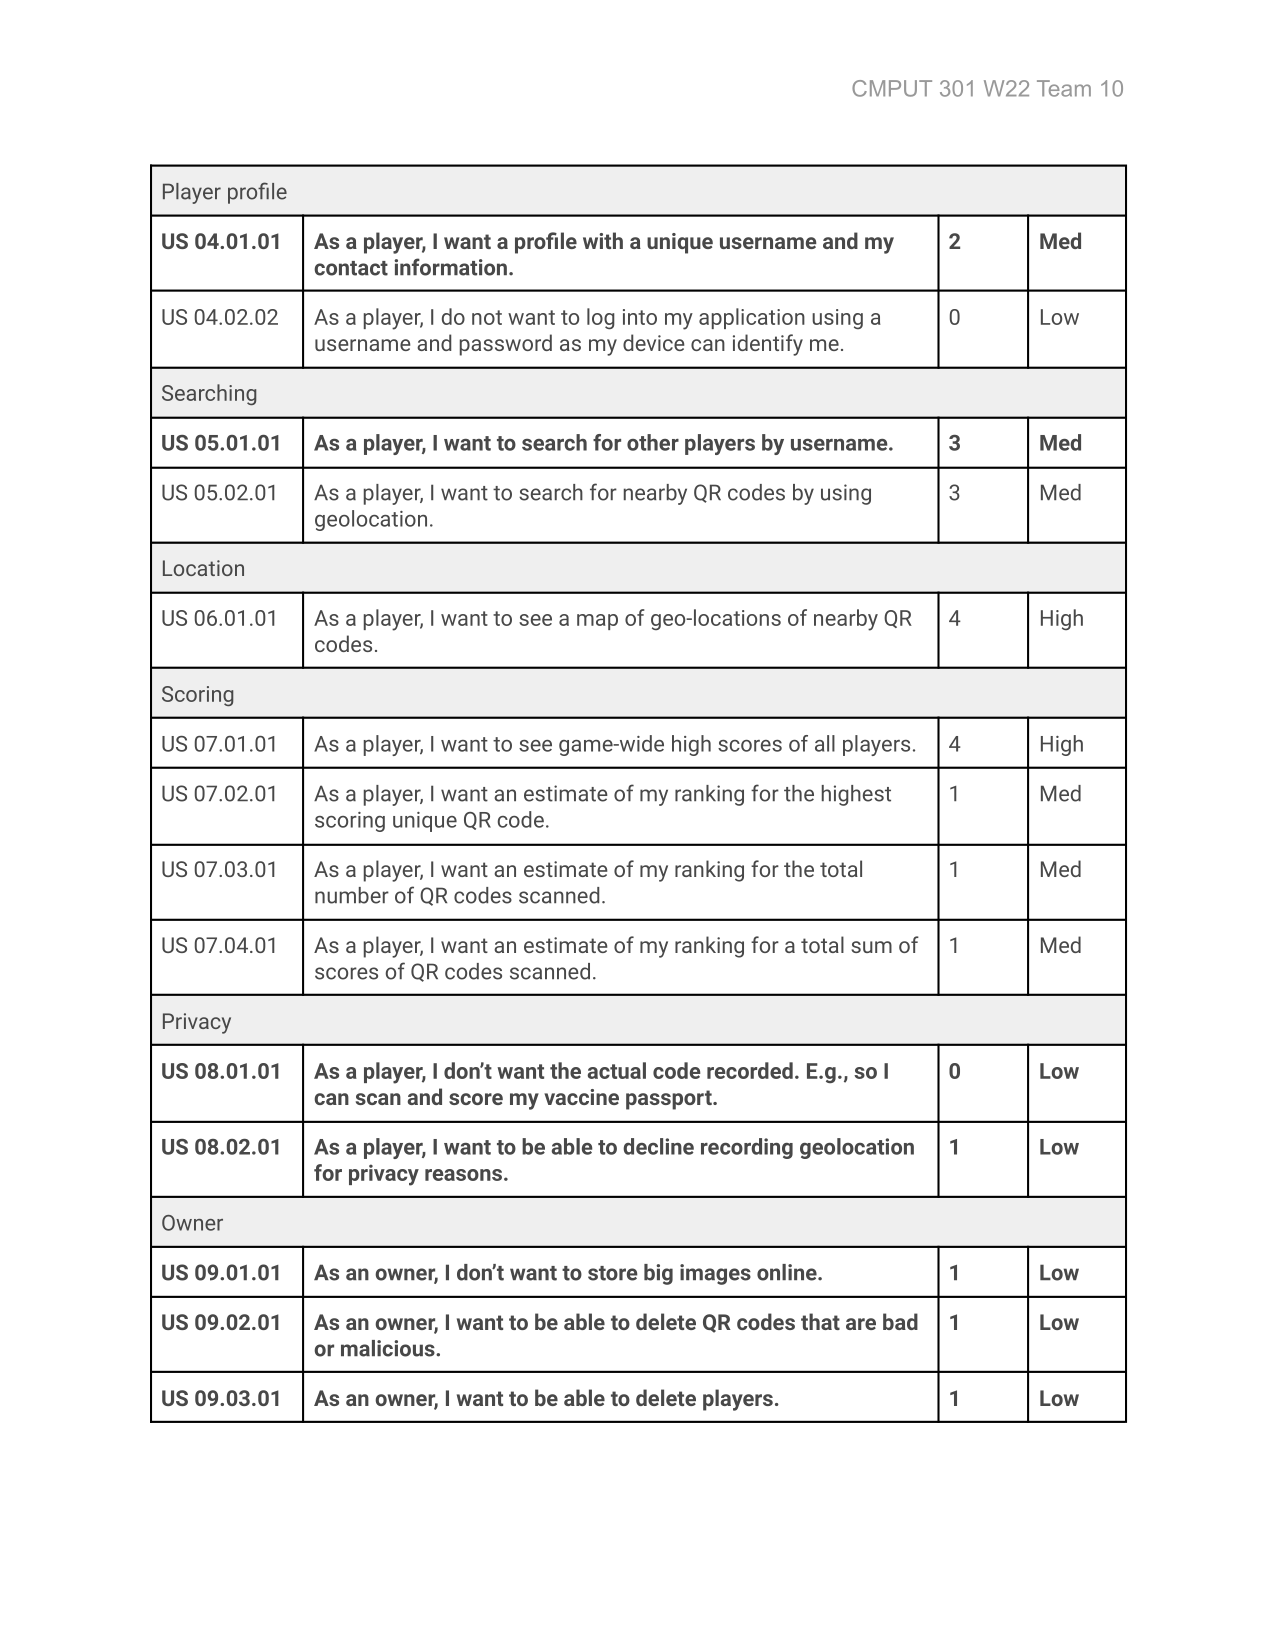 CMPUT 301 W22 Team 10
Player profile
US 04.01.01 As a player, I want a profile with a unique username and my 2 Med
contact information.
US 04.02.02 As a player, I do not want to log into my application using a 0 Low
username and password as my device can identify me.
Searching
US 05.01.01 As a player, I want to search for other players by username. 3 Med
US 05.02.01 As a player, I want to search for nearby QR codes by using 3 Med
geolocation.
Location
US 06.01.01 As a player, I want to see a map of geo-locations of nearby QR 4 High
codes.
Scoring
US 07.01.01 As a player, I want to see game-wide high scores of all players. 4 High
US 07.02.01 As a player, I want an estimate of my ranking for the highest 1 Med
scoring unique QR code.
US 07.03.01 As a player, I want an estimate of my ranking for the total 1 Med
number of QR codes scanned.
US 07.04.01 As a player, I want an estimate of my ranking for a total sum of 1 Med
scores of QR codes scanned.
Privacy
US 08.01.01 As a player, I don’t want the actual code recorded. E.g., so I 0 Low
can scan and score my vaccine passport.
US 08.02.01 As a player, I want to be able to decline recording geolocation 1 Low
for privacy reasons.
Owner
US 09.01.01 As an owner, I don’t want to store big images online. 1 Low
US 09.02.01 As an owner, I want to be able to delete QR codes that are bad 1 Low
or malicious.
US 09.03.01 As an owner, I want to be able to delete players. 1 Low